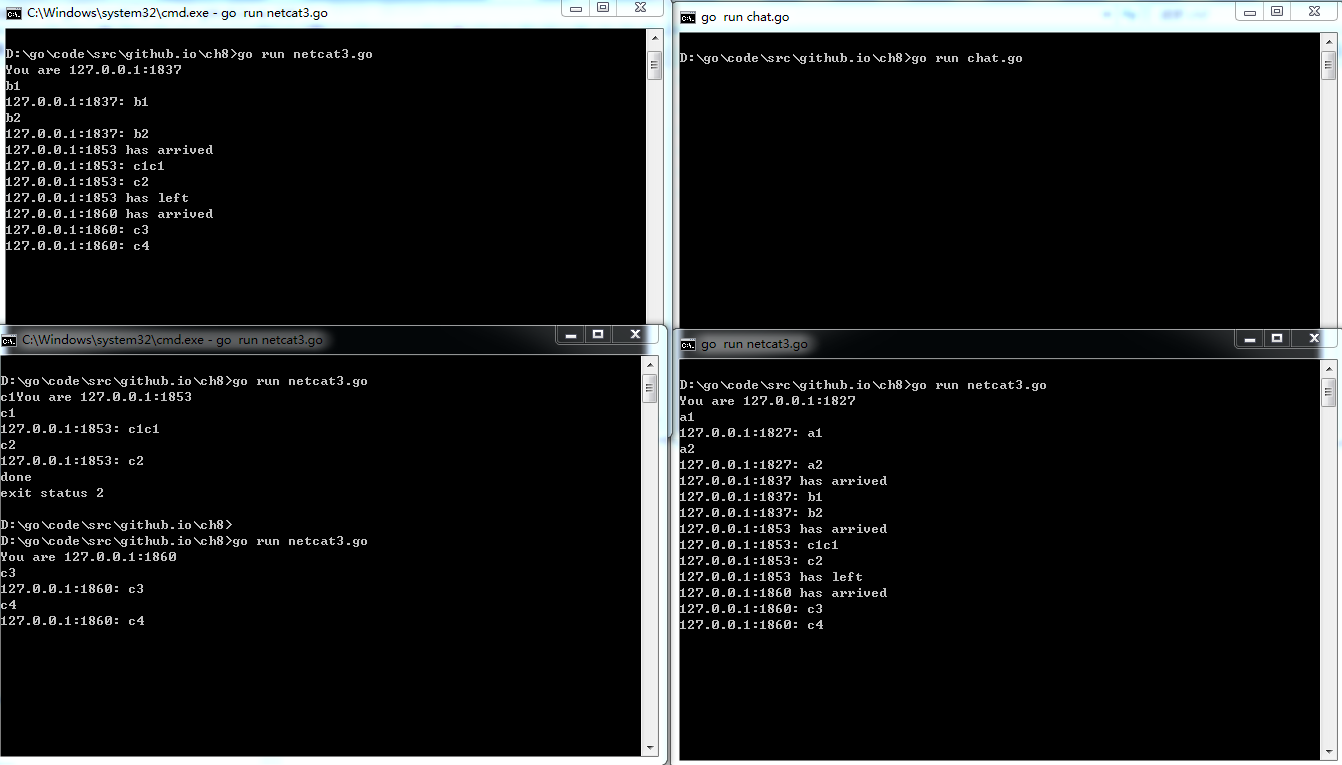 C:\Windows\system32\cmd.exe - go  run netcat3.go
D:\go\code\src\github.io\ch8>go run netcat3.go
You are 127.0.0.1:1837
b1
127.0.0.1:1837: b1
b2
127.0.0.1:1837: b2
127.0.0.1:1853 has arrived
127.0.0.1:1853: c1c1
127.0.0.1:1853: c2
127.0.0.1:1853 has left
127.0.0.1:1860 has arrived
127.0.0.1:1860: c3
127.0.0.1:1860: c4
go  run chat.go
D:\go\code\src\github.io\ch8>go run chat.go
C:\Windows\system32\cmd.exe - go  run netcat3.go
D:\go\code\src\github.io\ch8>go run netcat3.go
c1You are 127.0.0.1:1853
c1
127.0.0.1:1853: c1c1
c2
127.0.0.1:1853: c2
done
exit status 2
D:\go\code\src\github.io\ch8>
D:\go\code\src\github.io\ch8>go run netcat3.go
You are 127.0.0.1:1860
c3
127.0.0.1:1860: c3
c4
127.0.0.1:1860: c4
go  run netcat3.go
D:\go\code\src\github.io\ch8>go run netcat3.go
You are 127.0.0.1:1827
a1
127.0.0.1:1827: a1
a2
127.0.0.1:1827: a2
127.0.0.1:1837 has arrived
127.0.0.1:1837: b1
127.0.0.1:1837: b2
127.0.0.1:1853 has arrived
127.0.0.1:1853: c1c1
127.0.0.1:1853: c2
127.0.0.1:1853 has left
127.0.0.1:1860 has arrived
127.0.0.1:1860: c3
127.0.0.1:1860: c4